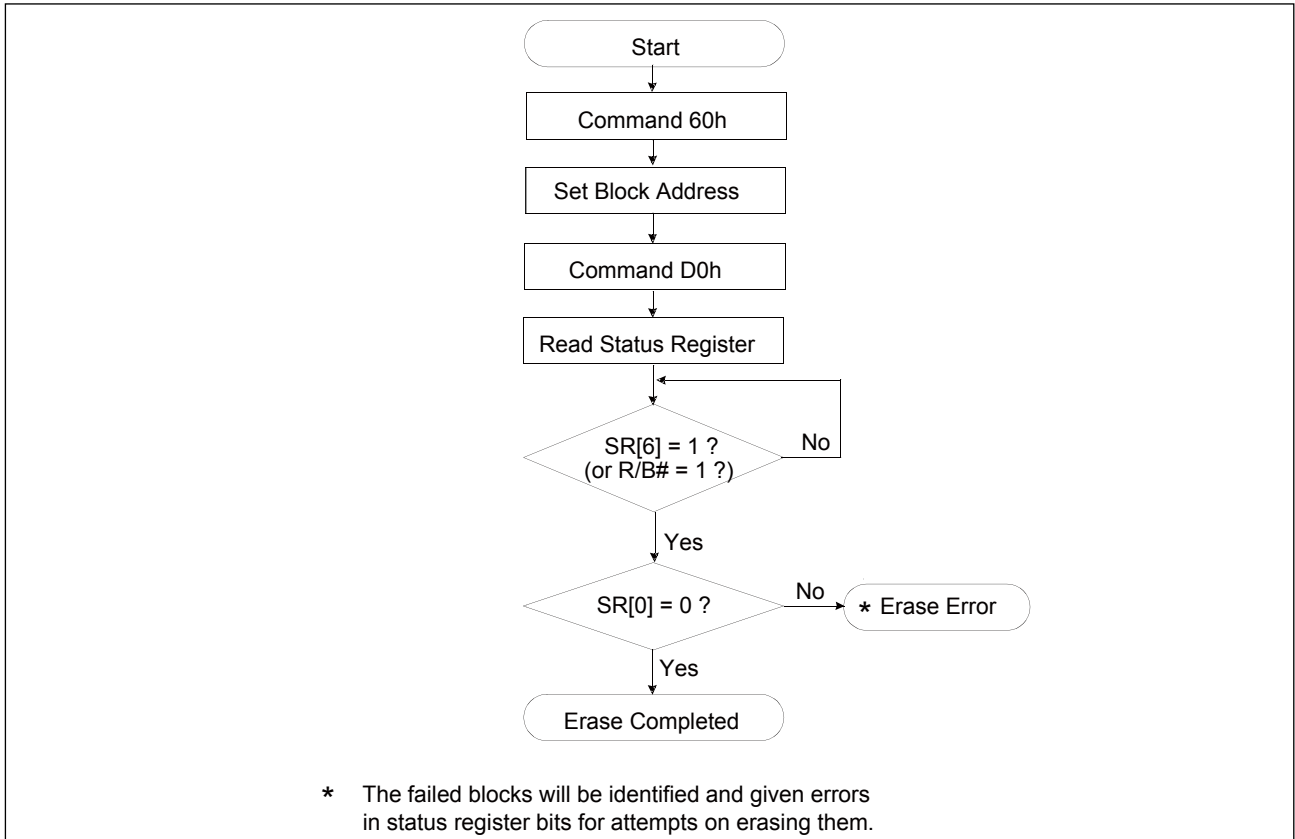 Start
Command 60h
Set Block Address
Command D0h
Read Status Register
SR[6] = 1 ?
(or R/B# = 1 ?)
No
Yes
SR[0] = 0 ?
No
* Erase Error
Yes
Erase Completed
* The failed blocks will be identified and given errors
in status register bits for attempts on erasing them.